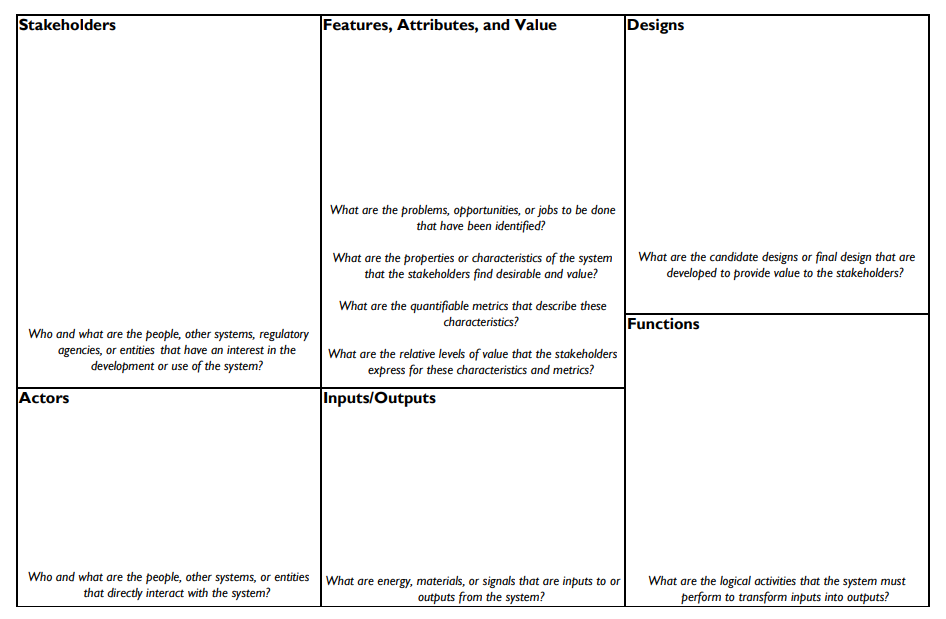 Stakeholders
Who and what are the people, other systems, regulatory
agencies, or entities that have an interest in the
development or use of the system?
Features, Attributes, and Value
What are the problems, opportunities, or jobs to be done
that have been identified?
What are the properties or characteristics of the system
that the stakeholders find desirable and value?
What are the quantifiable metrics that describe these
characteristics?
What are the relative levels of value that the stakeholders
express for these characteristics and metrics?
Designs
What are the candidate designs or final design that are
developed to provide value to the stakeholders?
Actors
Who and what are the people, other systems, or entities
that directly interact with the system?
Inputs/Outputs
What are energy, materials, or signals that are inputs to or
outputs from the system?
Functions
What are the logical activities that the system must
perform to transform inputs into outputs?